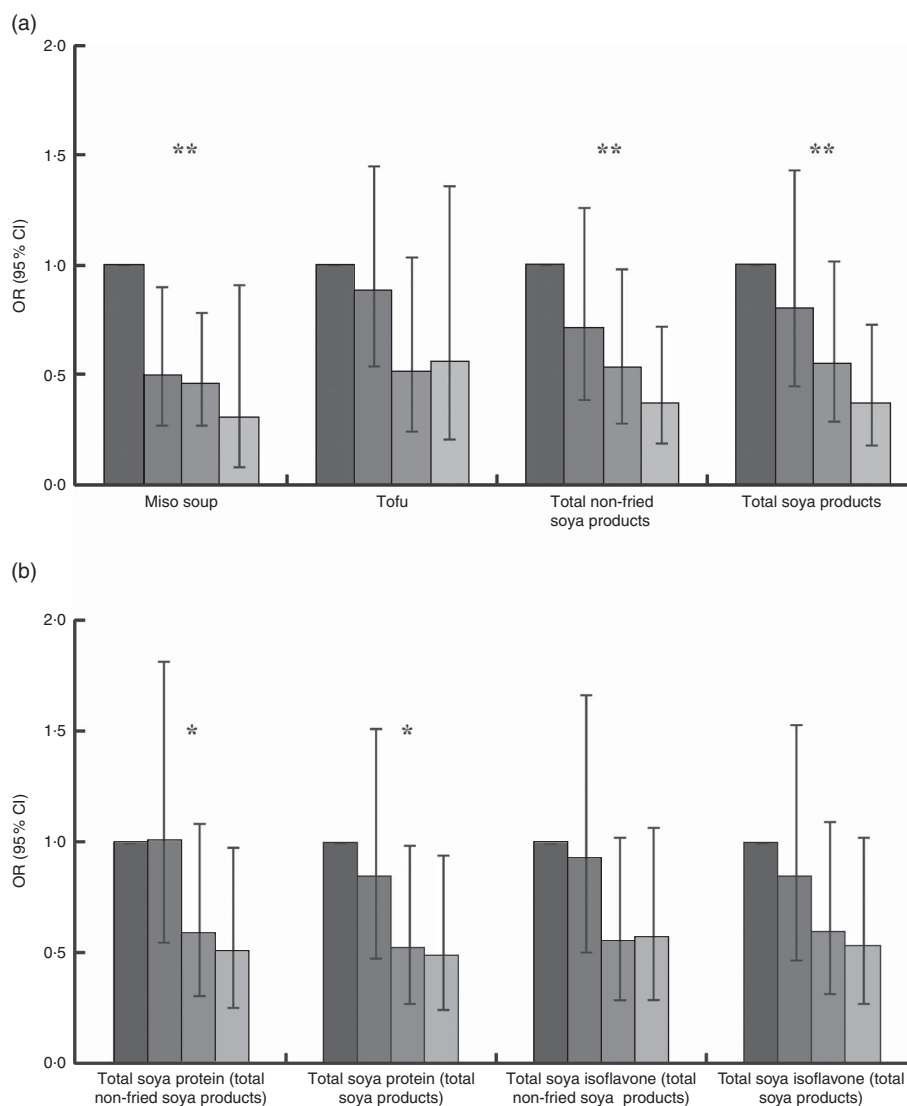 (a)
2·0
1·5
1·0
0·5
0·0
OR (95 % CI)
**
**
**
Miso soup
Tofu
Total non-fried
soya products
Total soya products
(b)
2·0
1·5
1·0
0·5
0·0
OR (95 % CI)
*
*
Total soya protein (total
non-fried soya products)
Total soya protein (total
soya products)
Total soya isoflavone (total
non-fried soya products)
Total soya isoflavone (total
soya products)